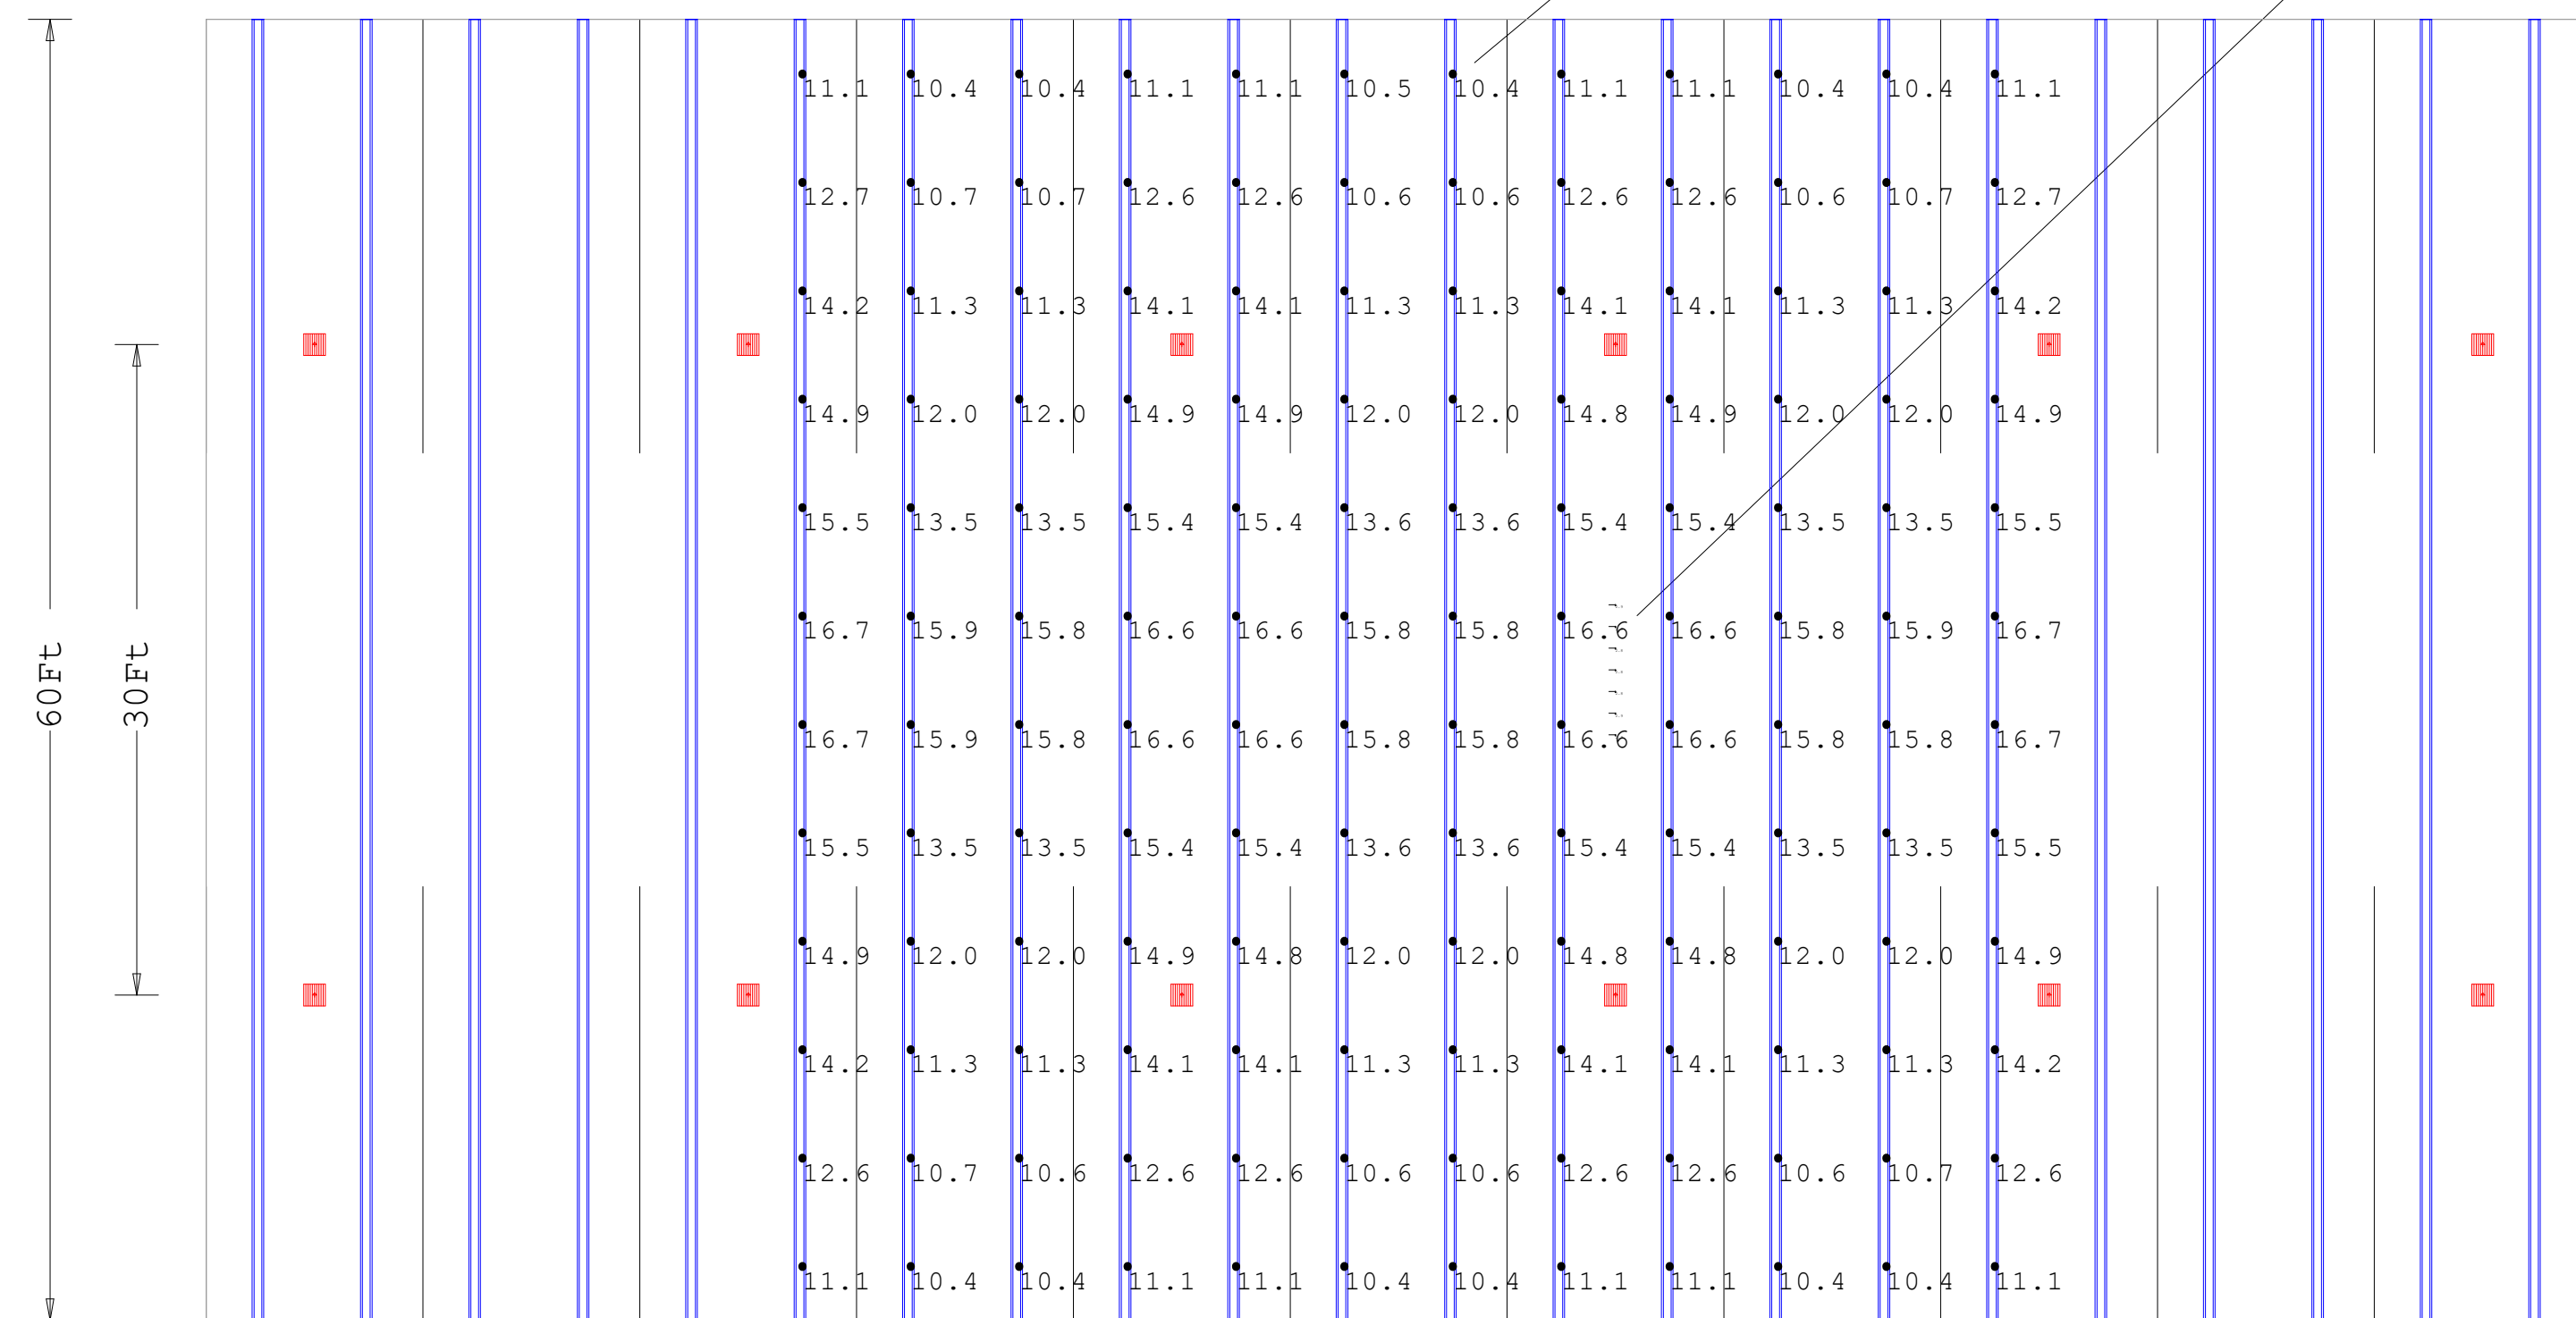 11.1 10.4 10.4 11.1 11.1 10.5 10.4 11.1 11.1 10.4 10.4 11.1
12.7 10.7 10.7 12.6 12.6 10.6 10.6 12.6 12.6 10.6 10.7 12.7
14.2 11.3 11.3 14.1 14.1 11.3 11.3 14.1 14.1 11.3 11.3 14.2
14.9 12.0 12.0 14.9 14.9 12.0 12.0 14.8 14.9 12.0 12.0 14.9
15.5 13.5 13.5 15.4 15.4 13.6 13.6 15.4 15.4 13.5 13.5 15.5
16.7 15.9 15.8 16.6 16.6 15.8 15.8 16.6 16.6 15.8 15.9 16.7
60Ft
30Ft
16.7 15.9 15.8 16.6 16.6 15.8 15.8 16.6 16.6 15.8 15.8 16.7
15.5 13.5 13.5 15.4 15.4 13.6 13.6 15.4 15.4 13.5 13.5 15.5
14.9 12.0 12.0 14.9 14.8 12.0 12.0 14.8 14.8 12.0 12.0 14.9
14.2 11.3 11.3 14.1 14.1 11.3 11.3 14.1 14.1 11.3 11.3 14.2
12.6 10.7 10.6 12.6 12.6 10.6 10.6 12.6 12.6 10.6 10.7 12.6
11.1 10.4 10.4 11.1 11.1 10.4 10.4 11.1 11.1 10.4 10.4 11.1